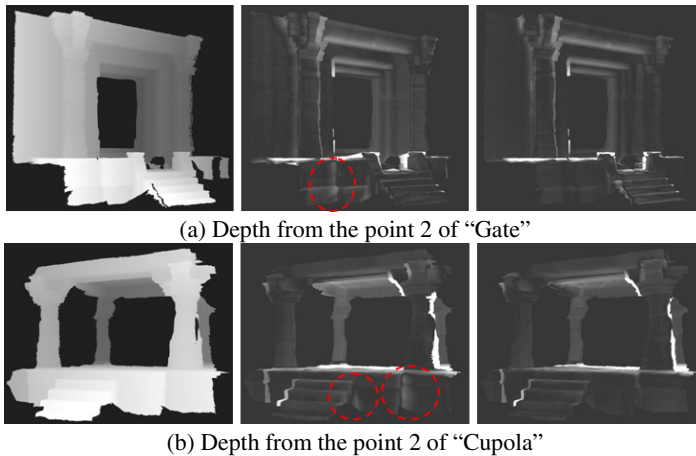 (a) Depth from the point 2 of “Gate”
(b) Depth from the point 2 of “Cupola”